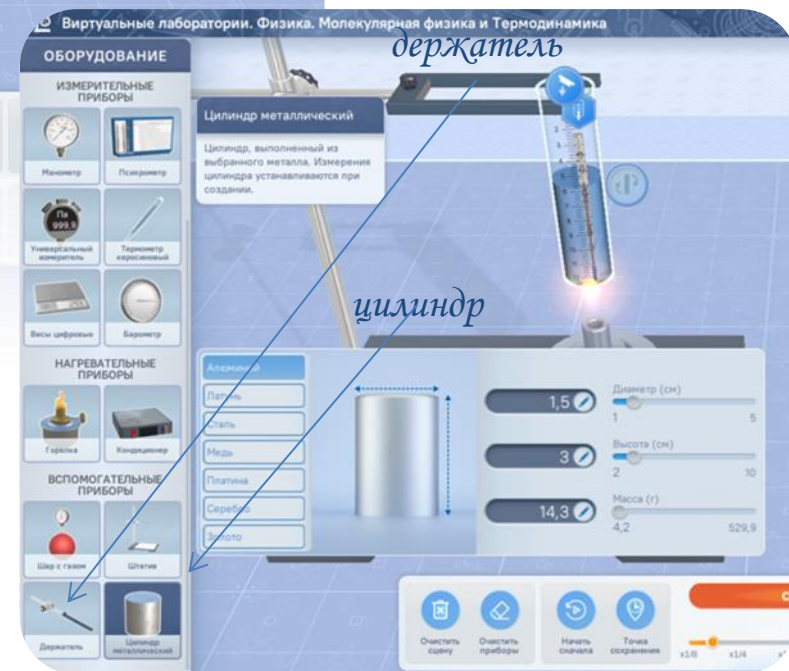 Виртуальные лаборатории. Физика. Молекулярная физика и Термодинамика
держатель
ОБОРУДОВАНИЕ
ИЗМЕРИТЕЛЬНЫЕ
ПРИБОРЫ
Манометр
Психрометр
Па
999.9
Универсальный
измеритель
Термометр
керосиновый
Весы цифровые
Барометр
НАГРЕВАТЕЛЬНЫЕ
ПРИБОРЫ
Горелка
Кондиционер
ВСПОМОГАТЕЛЬНЫЕ
ПРИБОРЫ
Шар с газом
Штатив
Держатель
Цилиндр
металлический
Цилиндр металлический
Цилиндр, выполненный из
выбранного металла. Измерения
цилиндра устанавливаются при
создании.
цилиндр
Алюминий
Латунь
Сталь
Медь
Платина
Серебро
Золото
1,5
Диаметр (см)
1 5
3
Высота (см)
2 10
14,3
Масса (г)
4,2 529,9
Очистить
сцену
Очистить
приборы
Начать
сначала
Точка
сохранения
x1/8 x1/4